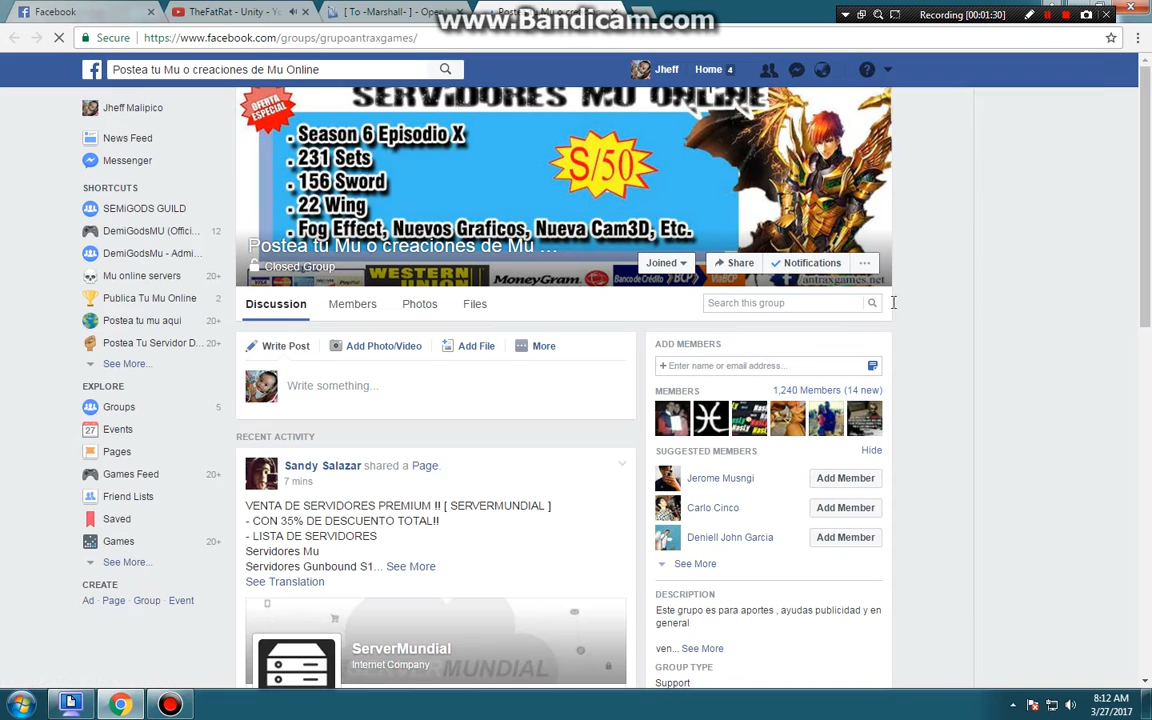 Facebook
TheFatRat - Unity - Yo
[ To -Marshall- ] - Open
Postea tu Mu o
www.Bandicam.com
Recording [00:01:30]
Secure
https://www.facebook.com/groups/grupoantraxgames/
Postea tu Mu o creaciones de Mu Online
Jheff
Home 4
Jheff Malipico
News Feed
Messenger
SHORTCUTS
SEMiGODS GUILD
DemiGodsMU (Offici... 12
DemiGodsMu - Admi...
Mu online servers 20+
Publica Tu Mu Online 2
Postea tu mu aqui 20+
Postea Tu Servidor D... 20+
See More...
EXPLORE
Groups 5
Events
27
Pages
Games Feed 20+
Friend Lists
Saved
Games 20+
See More...
CREATE
Ad · Page · Group · Event
SERVIDORES MU ONLINE
OFERTA
ESPECIAL
. Season 6 Episodio X
. 231 Sets
. 156 Sword
. 22 Wing
. Fog Effect, Nuevos Graficos, Nueva Cam3D, Etc.
S/50
Postea tu Mu o creaciones de Mu ...
Closed Group
Joined
Share
Notifications
WESTERN
UNION
MoneyGram
Banco de Crédito
BCP
BBVA
antraxgames.net
Discussion
Members
Photos
Files
Search this group
Write Post
Add Photo/Video
Add File
More
Write something...
RECENT ACTIVITY
Sandy Salazar shared a Page.
7 mins
VENTA DE SERVIDORES PREMIUM !! [ SERVERMUNDIAL ]
- CON 35% DE DESCUENTO TOTAL!!
- LISTA DE SERVIDORES
Servidores Mu
Servidores Gunbound S1... See More
See Translation
ServerMundial
Internet Company
SERVERMUNDIAL
ADD MEMBERS
+ Enter name or email address...
MEMBERS
1,240 Members (14 new)
SUGGESTED MEMBERS
Hide
Jerome Musngi
Add Member
Carlo Cinco
Add Member
Deniell John Garcia
Add Member
See More
DESCRIPTION
Este grupo es para aportes , ayudas publicidad y en
general
ven... See More
GROUP TYPE
Support
8:12 AM
3/27/2017